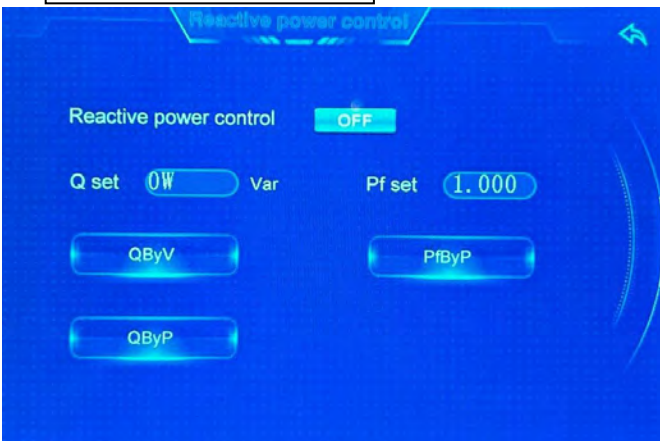 Reactive power control
Reactive power control OFF
Q set 0W Var Pf set 1.000
QByV PfByP
QByP